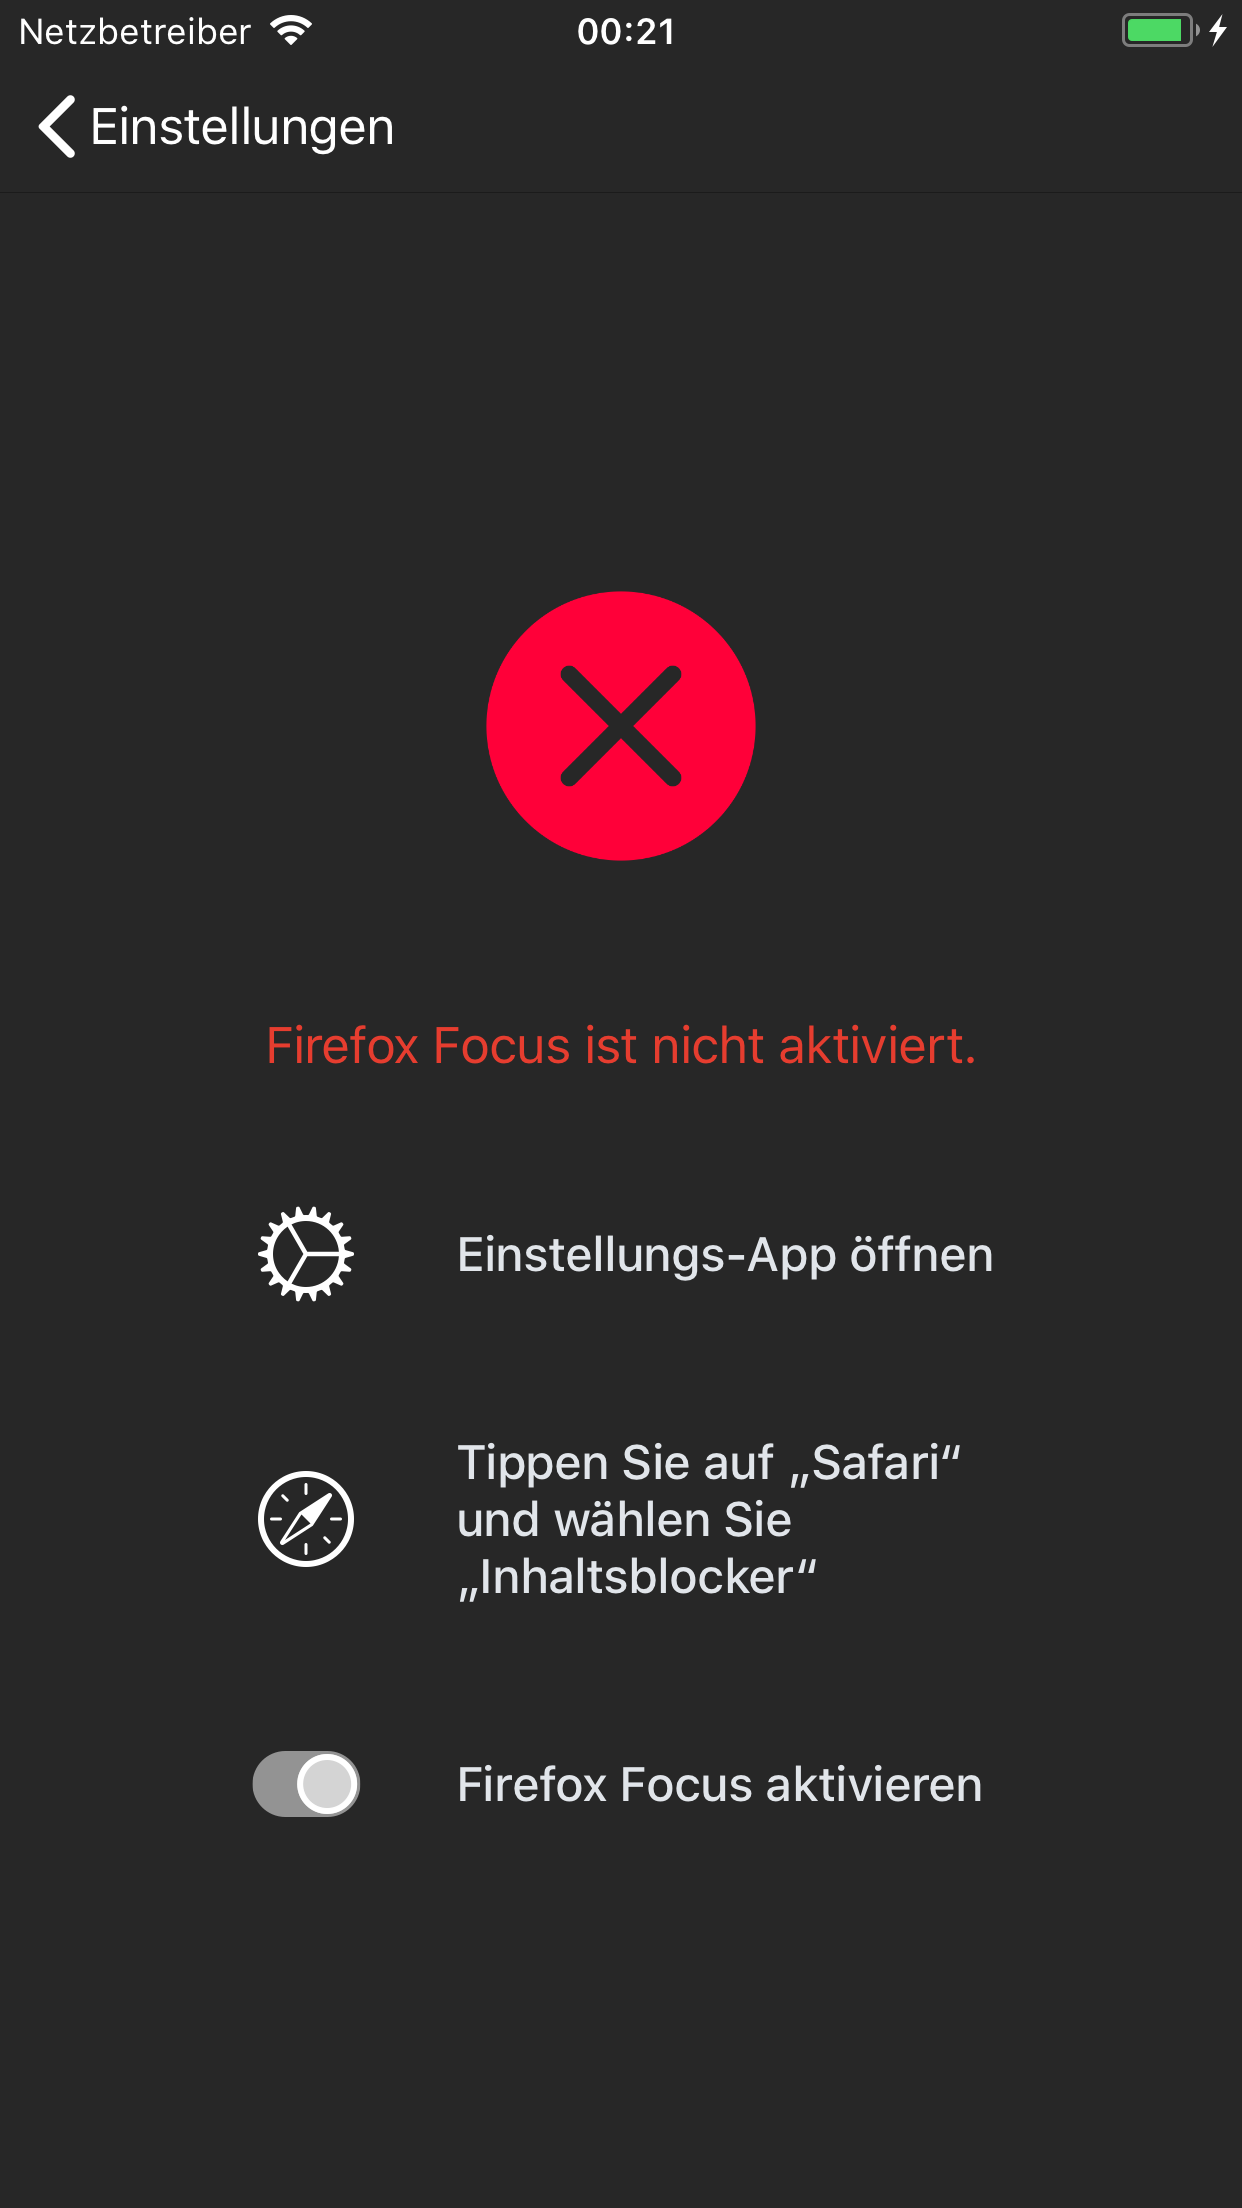 Netzbetreiber 00:21
Einstellungen
Firefox Focus ist nicht aktiviert.
Einstellungs-App öffnen
Tippen Sie auf „Safari“
und wählen Sie
„Inhaltsblocker“
Firefox Focus aktivieren